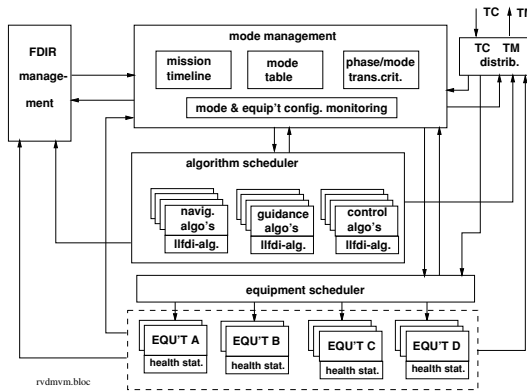 TC TM
FDIR
manage-
ment
mode management
mission
timeline
mode
table
phase/mode
trans.crit.
mode & equip't config. monitoring
TC TM
distrib.
algorithm scheduler
navig.
algo's
llfdi-alg.
guidance
algo's
llfdi-alg.
control
algo's
llfdi-alg.
equipment scheduler
EQU'T A
health stat.
EQU'T B
health stat.
EQU'T C
health stat.
EQU'T D
health stat.
rvdmvm.bloc